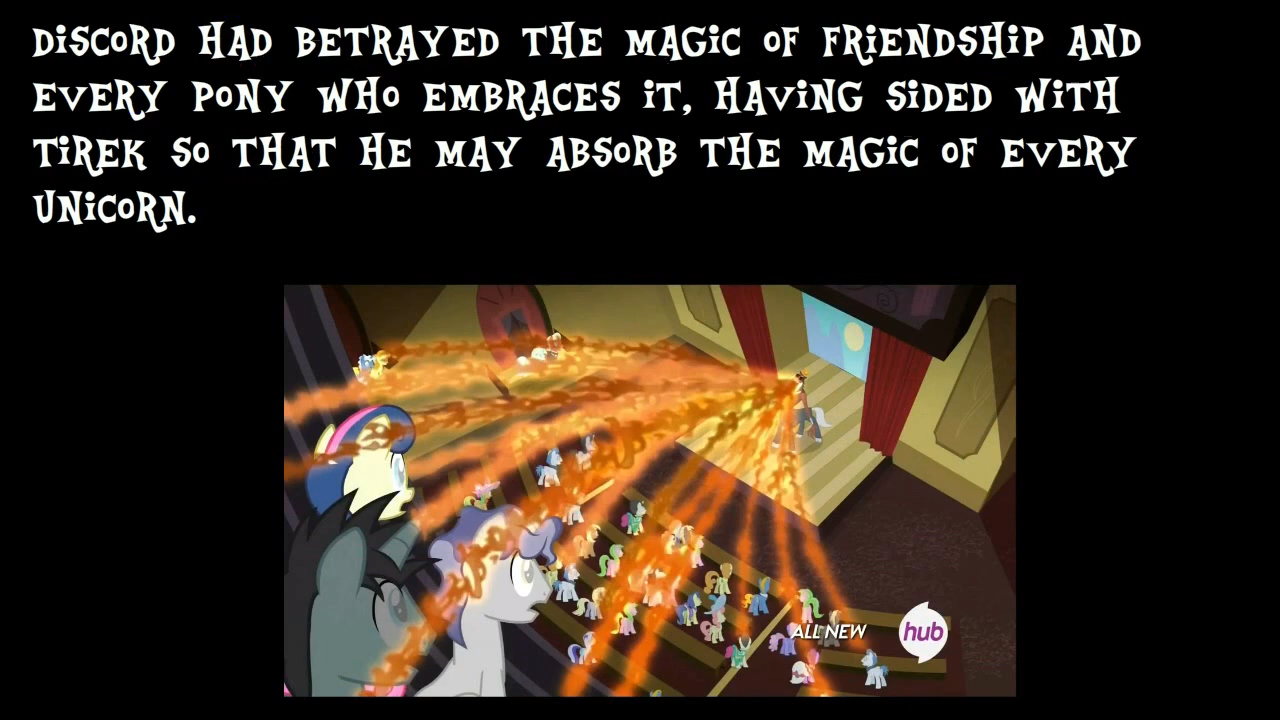 DiSCORD HAD BETRAYED THE MAGiC OF FRiENDSHiP AND
EVERY PONY WHO EMBRACES iT, HAViNG SiDED WiTH
TiREK SO THAT HE MAY ABSORB THE MAGiC OF EVERY
UNiCORN.
ALL NEW
hub